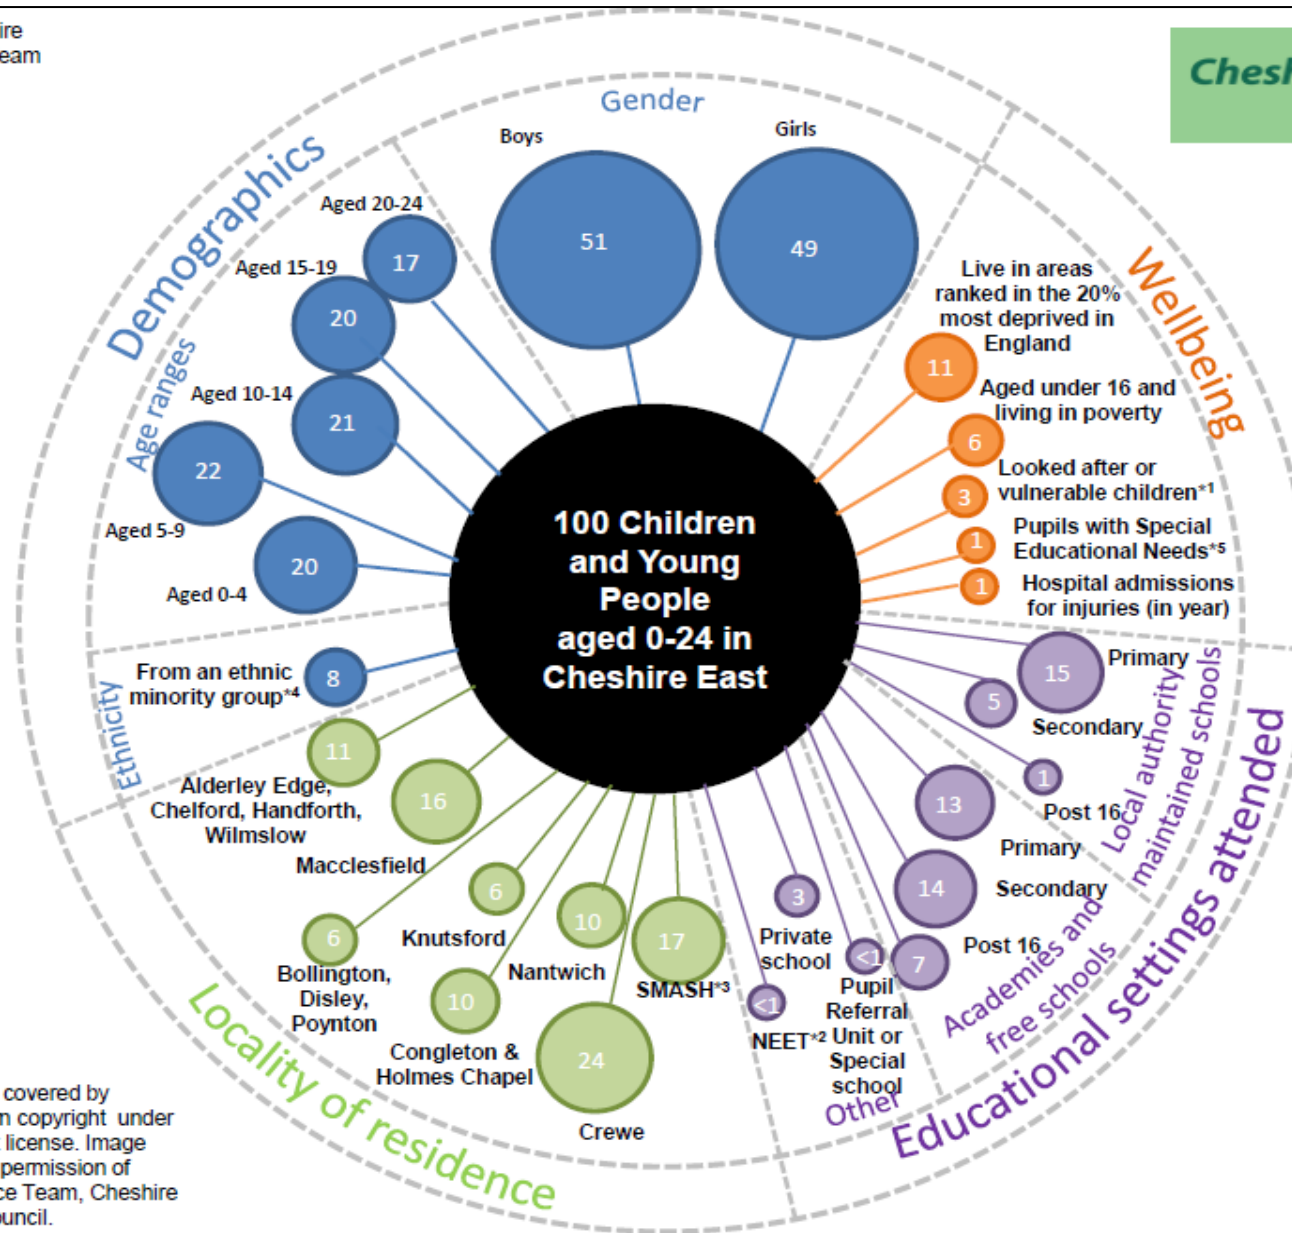 ire
eam
Chesh
Demographics
Gender
Boys
51
Girls
49
Age ranges
Aged 20-24
17
Aged 15-19
20
Aged 10-14
21
22
Aged 5-9
20
Aged 0-4
Ethnicity
From an ethnic
minority group*4
8
Wellbeing
Live in areas
ranked in the 20%
most deprived in
England
11
Aged under 16 and
living in poverty
6
Looked after or
vulnerable children*1
3
Pupils with Special
Educational Needs*5
1
Hospital admissions
for injuries (in year)
1
100 Children
and Young
People
aged 0-24 in
Cheshire East
Educational settings attended
Local authority
maintained schools
15
Primary
5
Secondary
1
Post 16
Academies and
free schools
13
Primary
14
Secondary
7
Post 16
Other
3
Private
school
<1
Pupil
Referral
Unit or
Special
school
<1
NEET*2
Locality of residence
11
Alderley Edge,
Chelford, Handforth,
Wilmslow
16
Macclesfield
6
Bollington,
Disley,
Poynton
6
Knutsford
10
Congleton &
Holmes Chapel
10
Nantwich
24
Crewe
17
SMASH*3
covered by
n copyright under
license. Image
permission of
ce Team, Cheshire
ouncil.